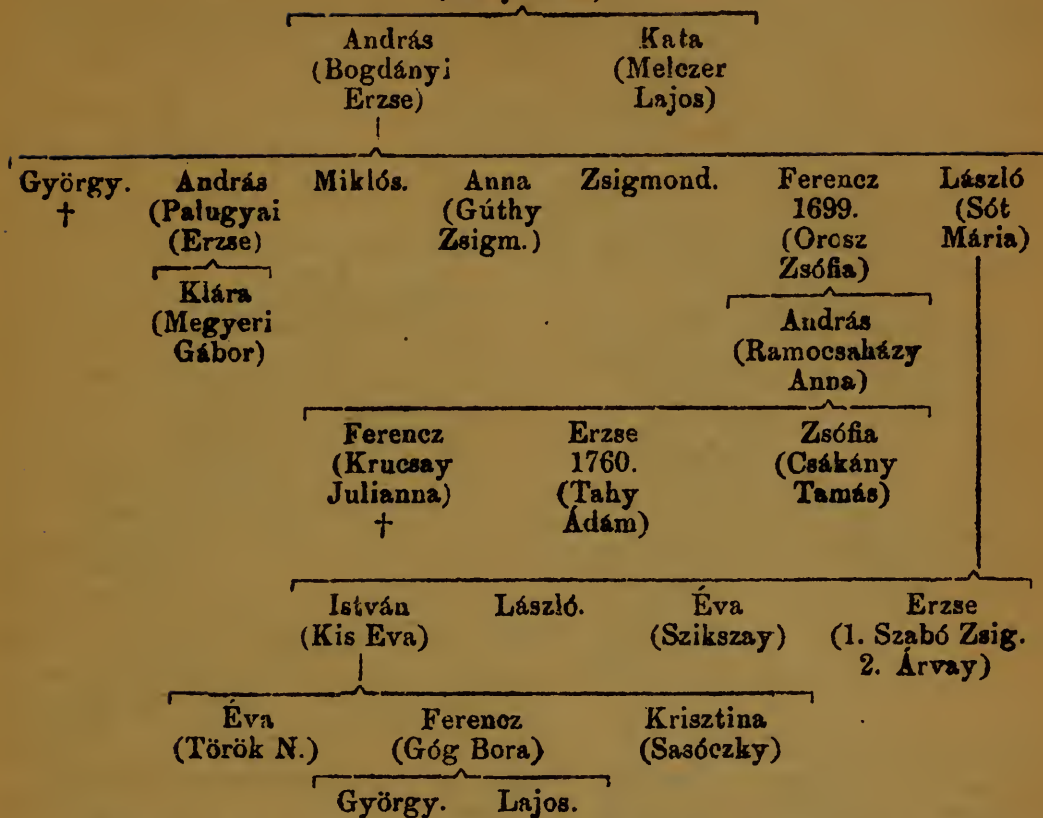 András Kata
(Bogdányi (Melczer
Erzse) Lajos)
György. András Miklós. Anna Zsigmond. Ferencz László
† (Palugyai (Gúthy 1699. (Sót
(Erzse) Zsigm.) (Orosz Mária)
Zsófia)
Klára András
(Megyeri (Ramocsaházy
Gábor) Anna)
Ferencz Erzse Zsófia
(Krucsay 1760. (Csákány
Julianna) (Tahy Tamás)
† Ádám)
István László. Éva Erzse
(Kis Eva) (Szikszay) (1. Szabó Zsig.
2. Árvay)
Éva Ferencz Krisztina
(Török N.) (Góg Bora) (Sasóczky)
György. Lajos.